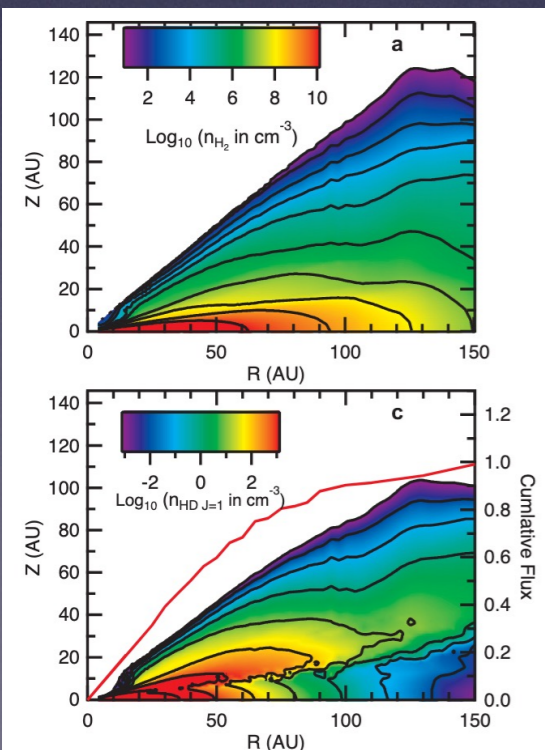 a
140
120
100
80
60
40
20
0
Z (AU)
2 4 6 8 10
Log₁₀ (n_H₂ in cm⁻³)
0 50 100 150
R (AU)
c
140
120
100
80
60
40
20
0
Z (AU)
-2 0 2
Log₁₀ (n_HD J=1 in cm⁻³)
1.2
1.0
0.8
0.6
0.4
0.2
0.0
Cumlative Flux
0 50 100 150
R (AU)